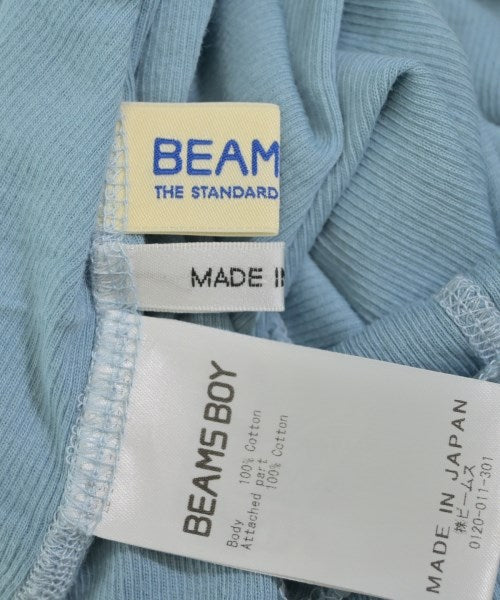 BEAM
THE STANDARD
MADE IN
BEAMS BOY
Body 100% Cotton
Attached part
100% Cotton
MADE IN JAPAN
株ビームス
0120-011-301